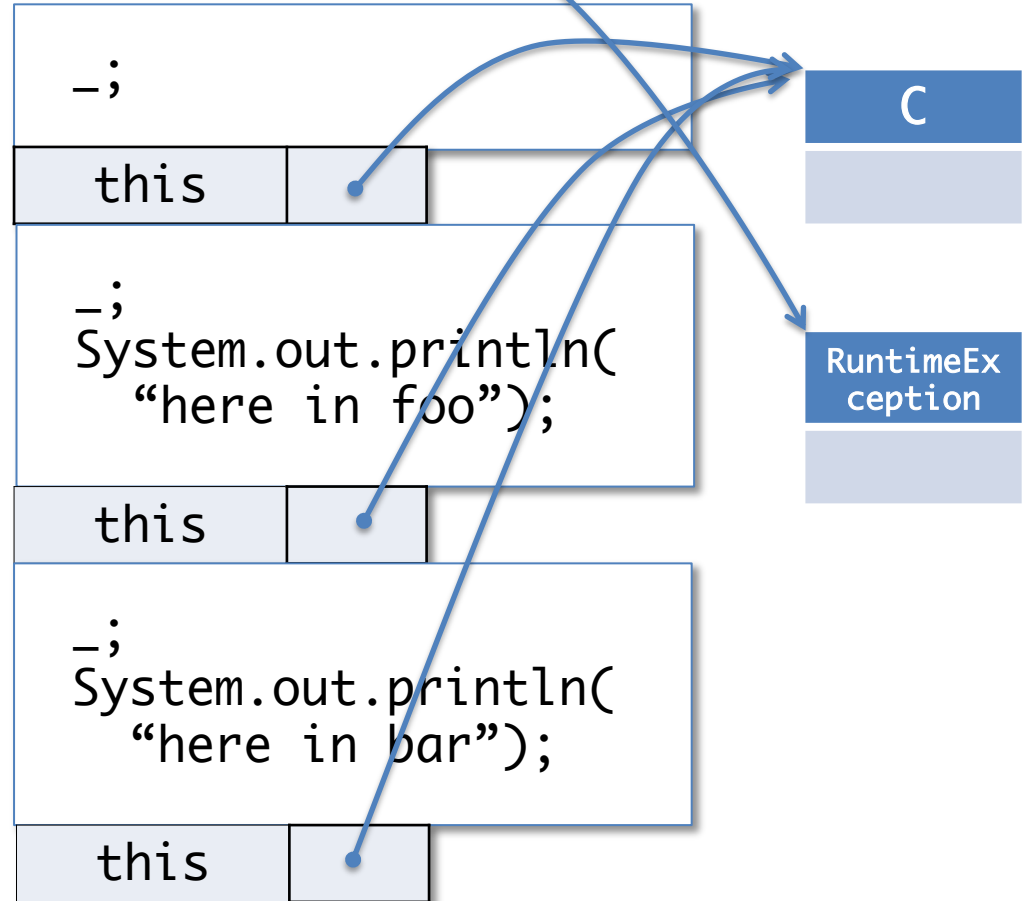 _;
this
_;
System.out.println(
“here in foo”);
this
_;
System.out.println(
“here in bar”);
this
C
RuntimeEx
ception